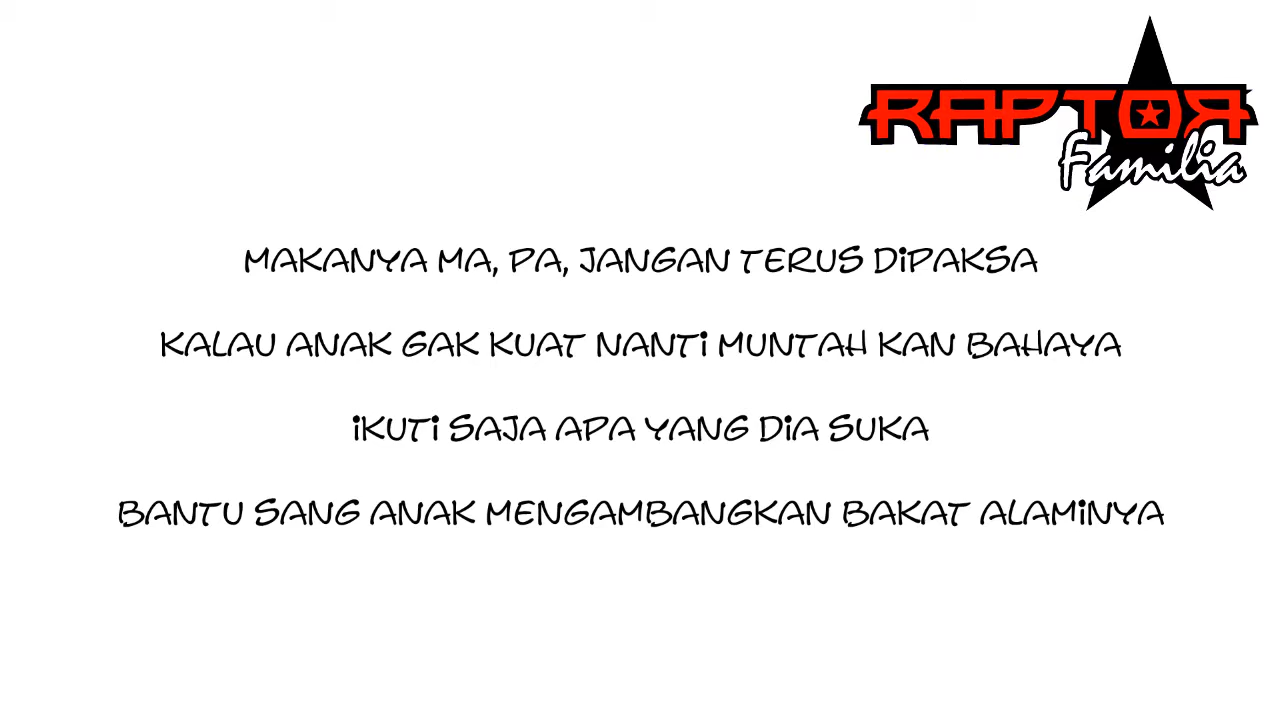 RAPTOR
Familia
MAKANYA MA, PA, JANGAN TERUS DiPAKSA
KALAU ANAK GAK KUAT NANTi MUNTAH KAN BAHAYA
iKUTi SAJA APA YANG DiA SUKA
BANTU SANG ANAK MENGAMBANGKAN BAKAT ALAMiNYA